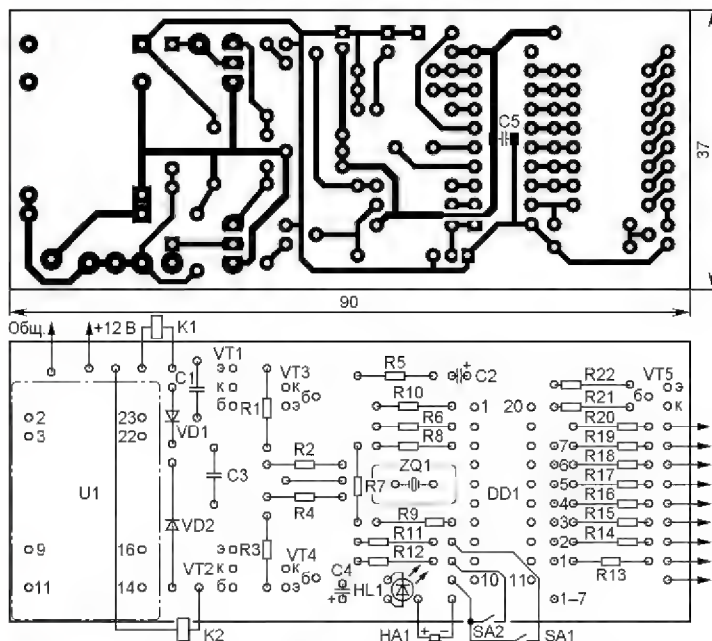 C5
37
90
Общ. +12 В K1
VT1 VT3 R5 C2 R22 VT5
э C1 к R10 R21 б э
к б к б э R1 R6 1 20 R20 к
2 23 VD1 R8 7 R19
3 22 R2 ZQ1 6 R18
U1 C3 R7 DD1 5 R17
R4 4 R16
VD2 R9 3 R15
9 16 э R3 VT4 э R11 2 R14
VT2 к б к б R12 1 R13
11 14 C4 HL1 10 11
+ 1–7
K2 HA1 + – SA2 SA1